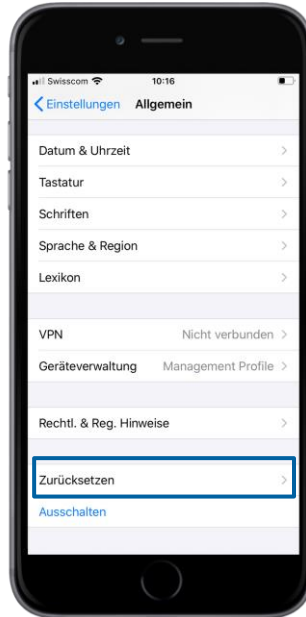 Swisscom 10:16
Einstellungen Allgemein
Datum & Uhrzeit
Tastatur
Schriften
Sprache & Region
Lexikon
VPN Nicht verbunden
Geräteverwaltung Management Profile
Rechtl. & Reg. Hinweise
Zurücksetzen
Ausschalten